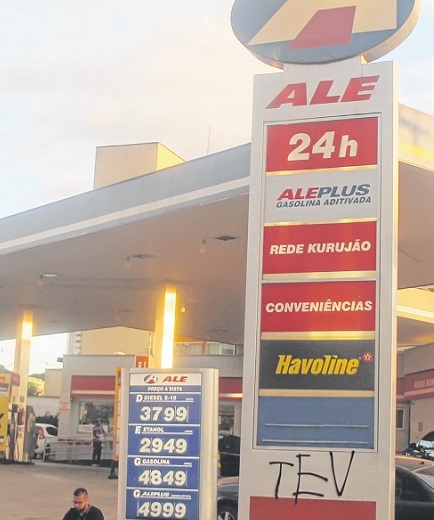 ALE
24h
ALEPLUS
GASOLINA ADITIVADA
REDE KURUJÃO
CONVENIÊNCIAS
Havoline
TEV
ALE
PREÇO A VISTA
D DIESEL S-10
3799
E ETANOL
2949
G GASOLINA
4849
G ALEPLUS
4999